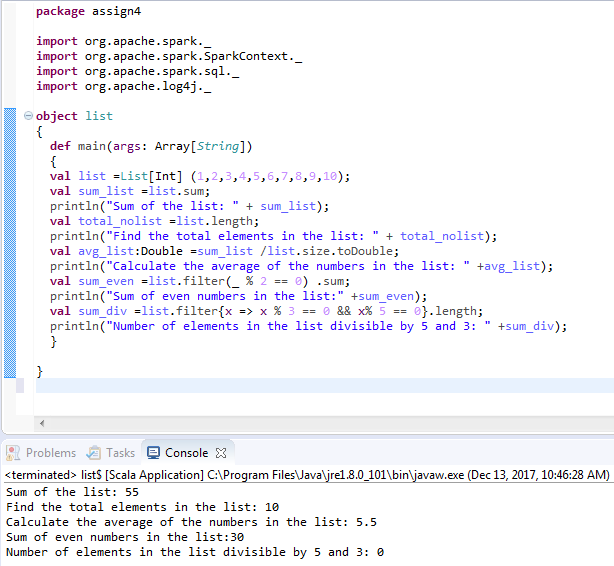 package assign4
import org.apache.spark._
import org.apache.spark.SparkContext._
import org.apache.spark.sql._
import org.apache.log4j._
object list
{
def main(args: Array[String])
{
val list =List[Int] (1,2,3,4,5,6,7,8,9,10);
val sum_list =list.sum;
println("Sum of the list: " + sum_list);
val total_nolist =list.length;
println("Find the total elements in the list: " + total_nolist);
val avg_list:Double =sum_list /list.size.toDouble;
println("Calculate the average of the numbers in the list: " +avg_list);
val sum_even =list.filter(_ % 2 == 0) .sum;
println("Sum of even numbers in the list:" +sum_even);
val sum_div =list.filter{x => x % 3 == 0 && x% 5 == 0}.length;
println("Number of elements in the list divisible by 5 and 3: " +sum_div);
}
}
Problems Tasks Console
<terminated> list$ [Scala Application] C:\Program Files\Java\jre1.8.0_101\bin\javaw.exe (Dec 13, 2017, 10:46:28 AM)
Sum of the list: 55
Find the total elements in the list: 10
Calculate the average of the numbers in the list: 5.5
Sum of even numbers in the list:30
Number of elements in the list divisible by 5 and 3: 0